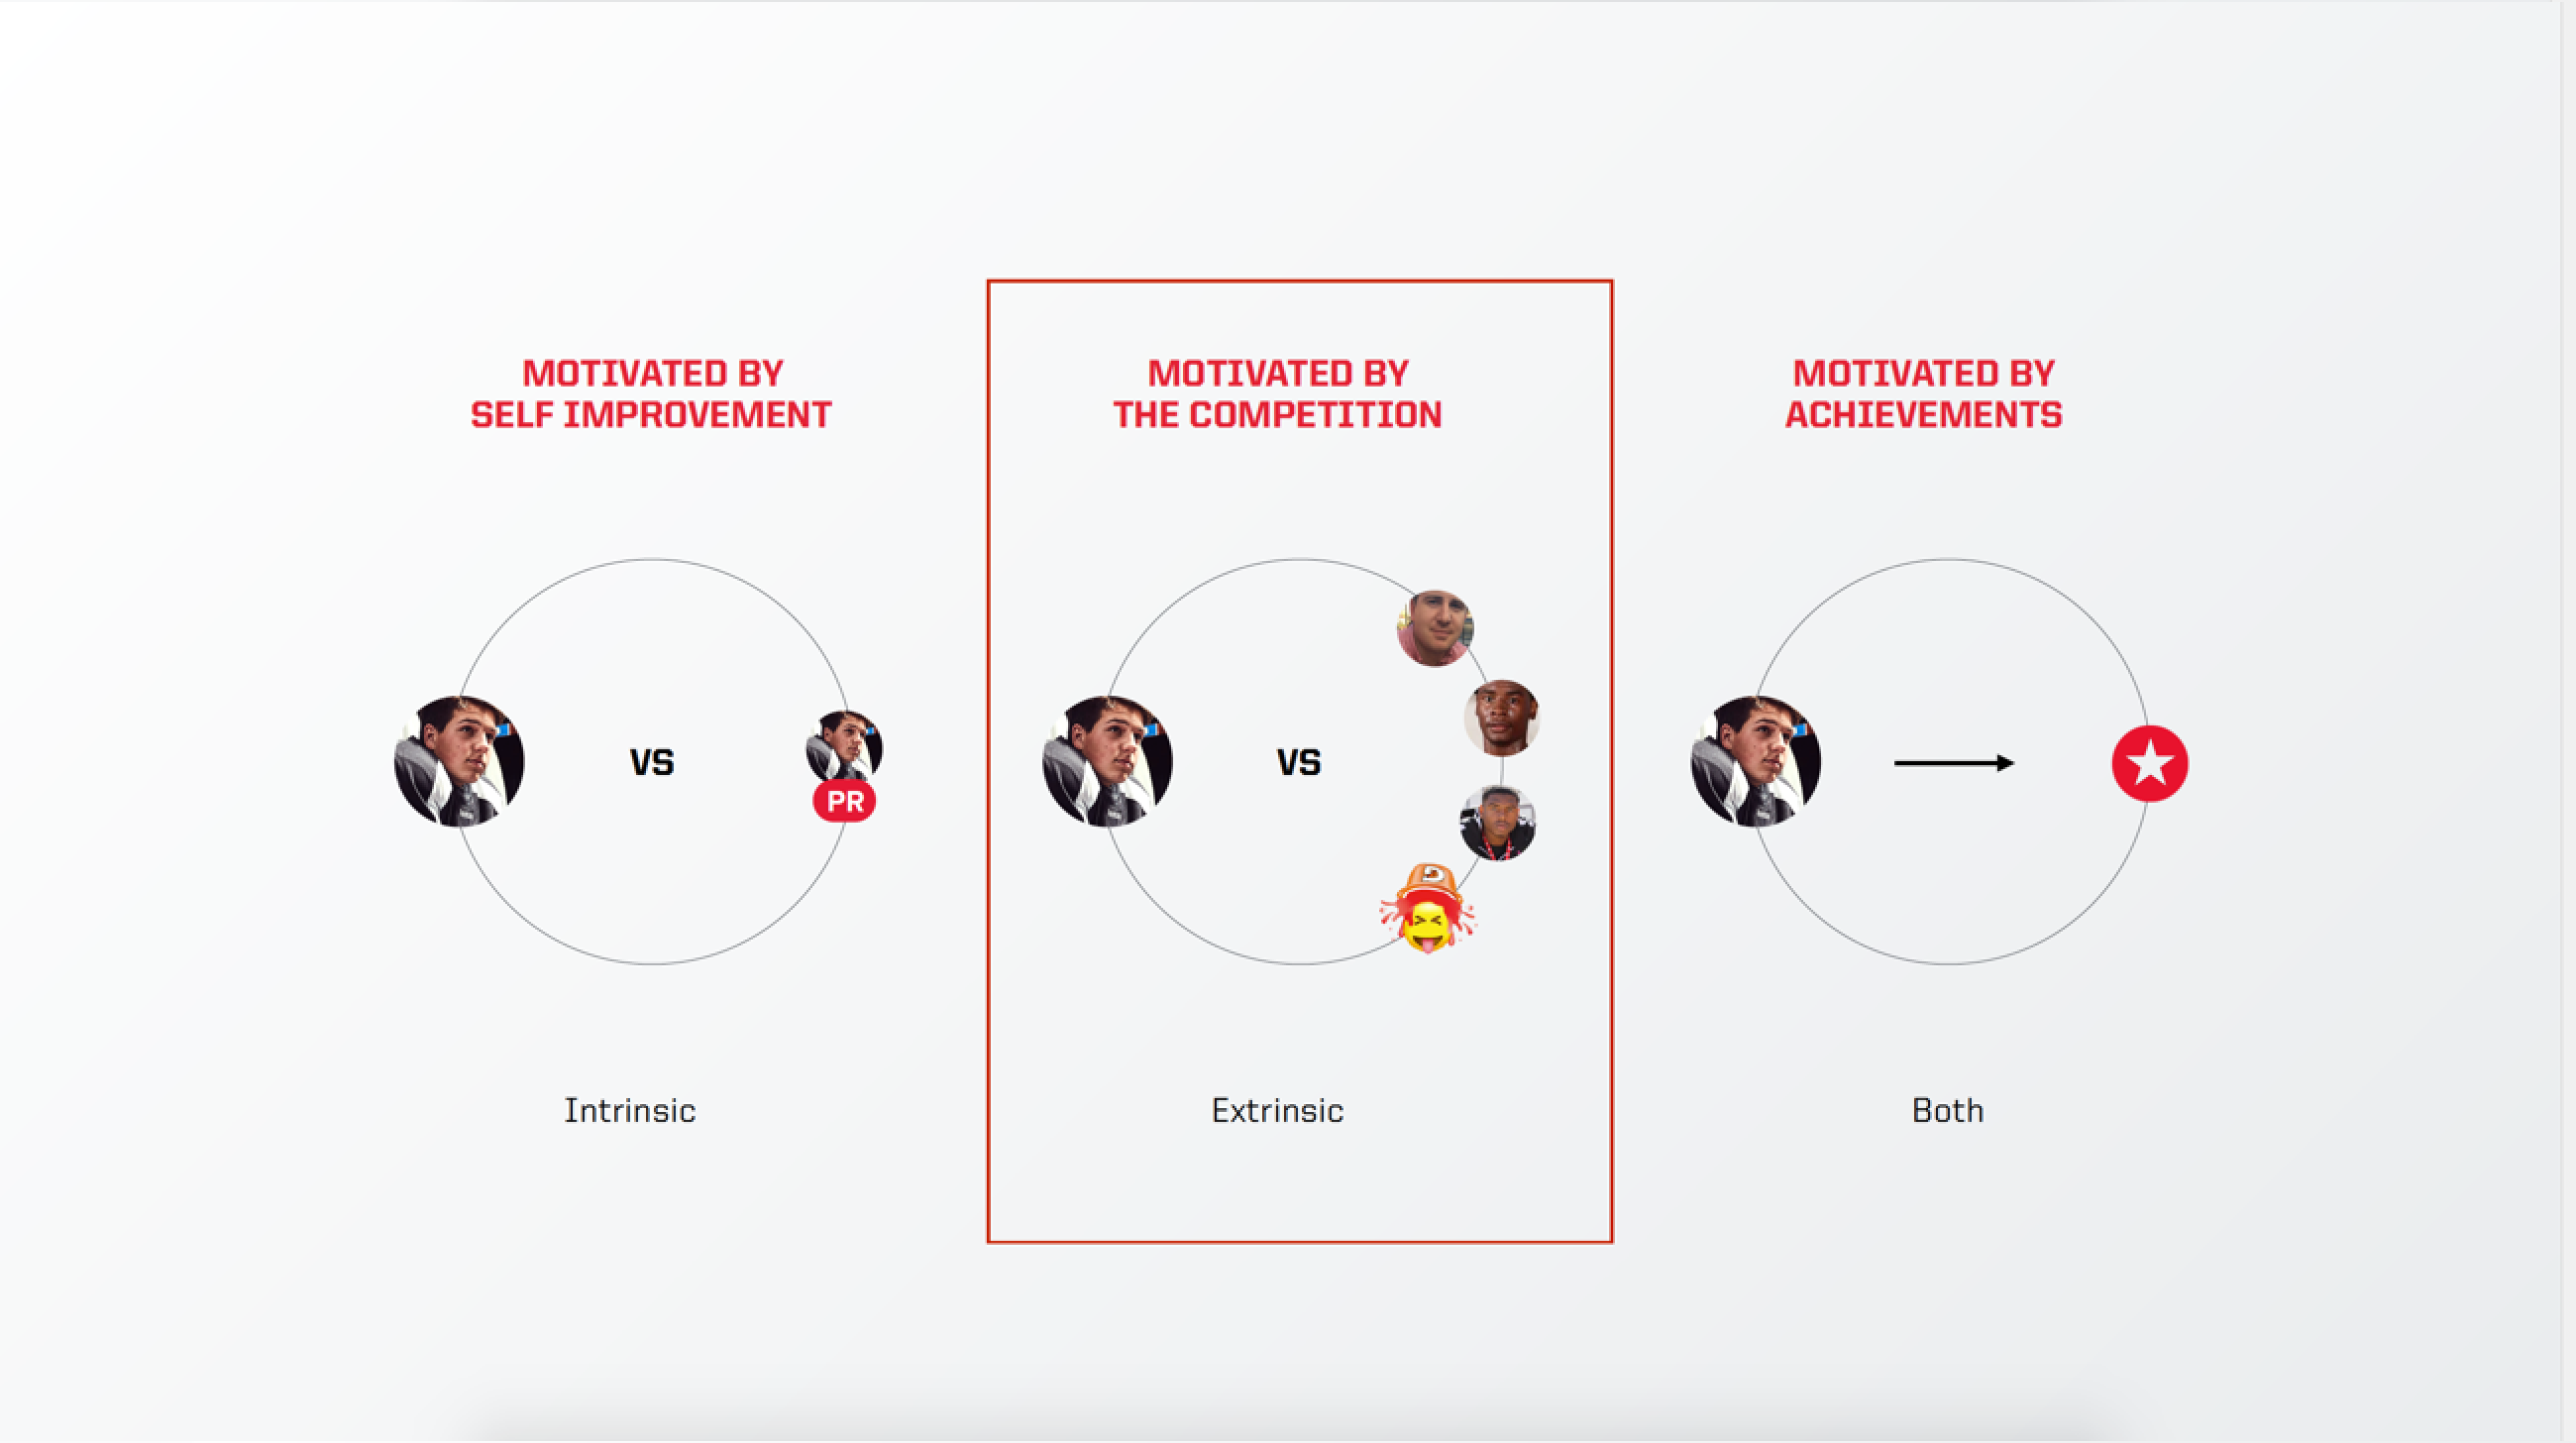 MOTIVATED BY
SELF IMPROVEMENT
VS
PR
Intrinsic
MOTIVATED BY
THE COMPETITION
VS
D
Extrinsic
MOTIVATED BY
ACHIEVEMENTS
Both